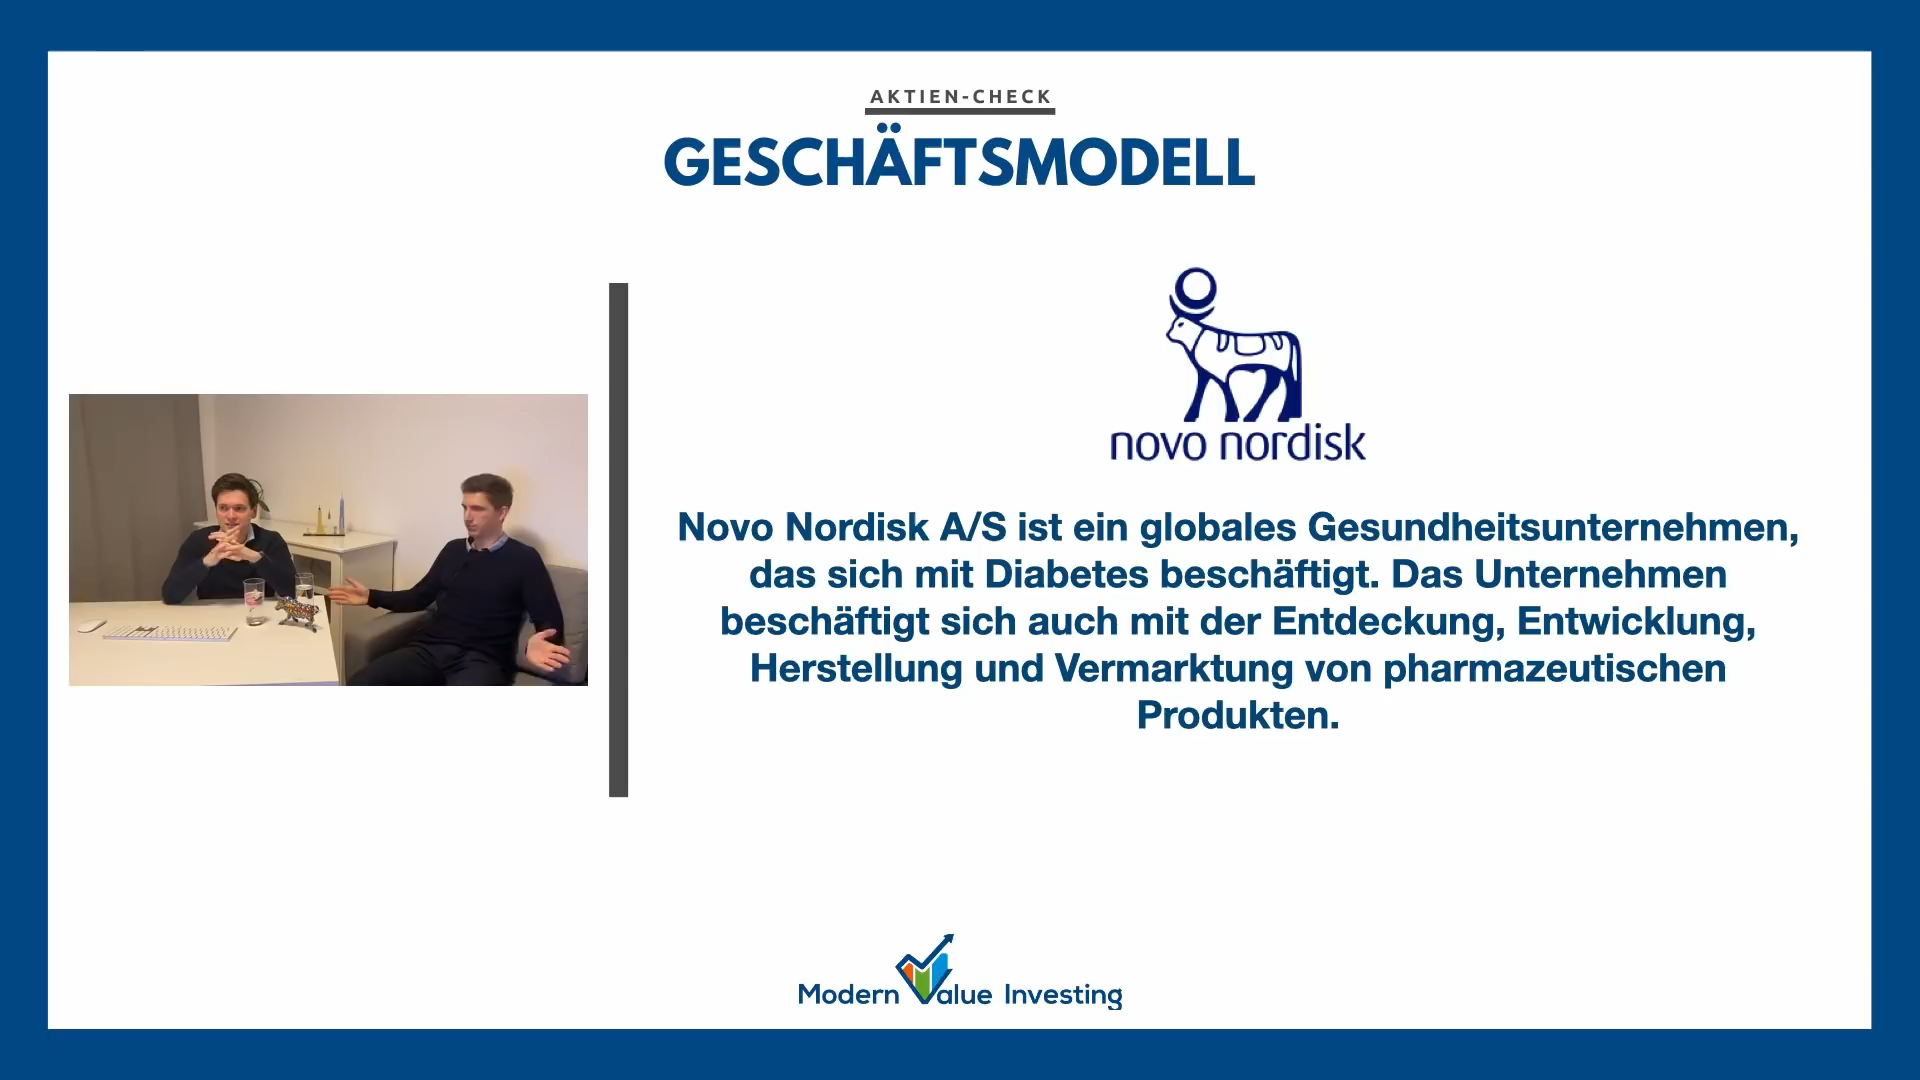 AKTIEN-CHECK
GESCHÄFTSMODELL
novo nordisk
Novo Nordisk A/S ist ein globales Gesundheitsunternehmen,
das sich mit Diabetes beschäftigt. Das Unternehmen
beschäftigt sich auch mit der Entdeckung, Entwicklung,
Herstellung und Vermarktung von pharmazeutischen
Produkten.
Modern Value Investing